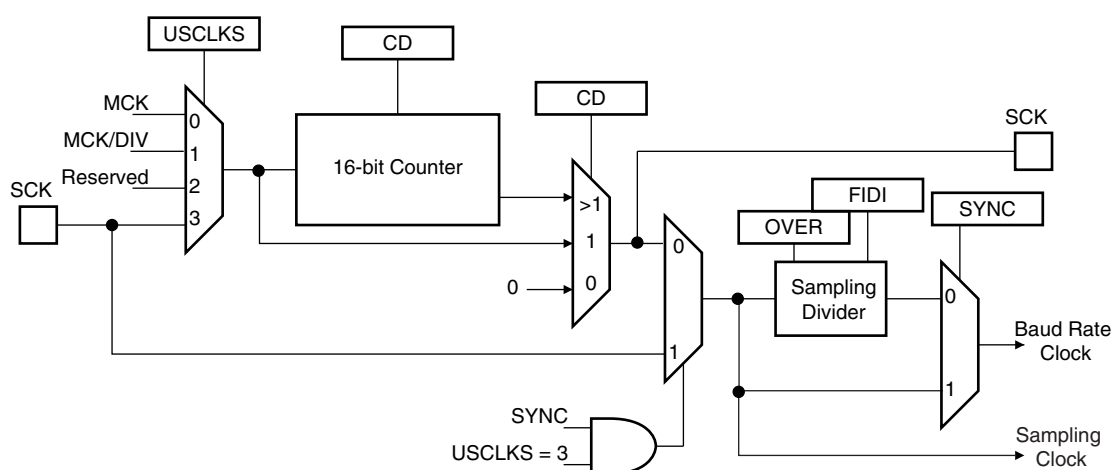 USCLKS
CD
CD
MCK
0
MCK/DIV
1
Reserved
2
SCK
3
16-bit Counter
>1
1
0
0
SCK
FIDI
OVER
SYNC
0
1
Sampling
Divider
0
1
Baud Rate
Clock
SYNC
USCLKS = 3
Sampling
Clock